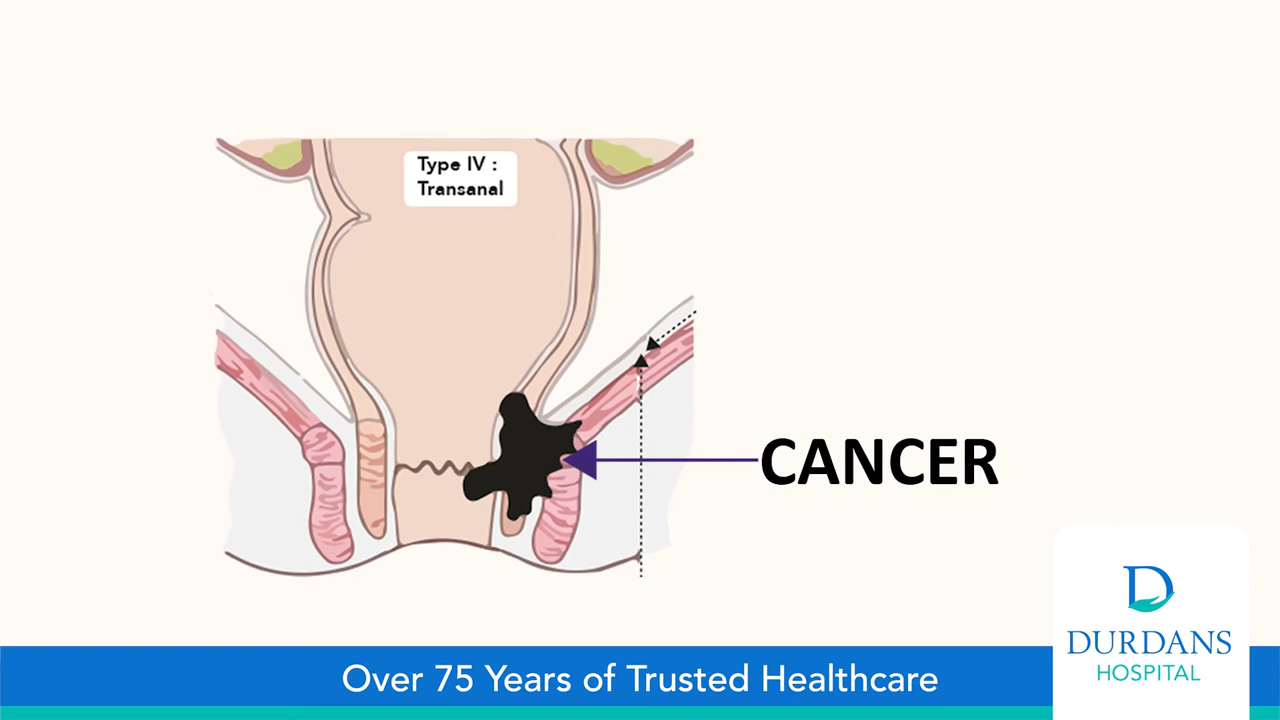 Type IV :
Transanal
CANCER
DURDANS
HOSPITAL
Over 75 Years of Trusted Healthcare